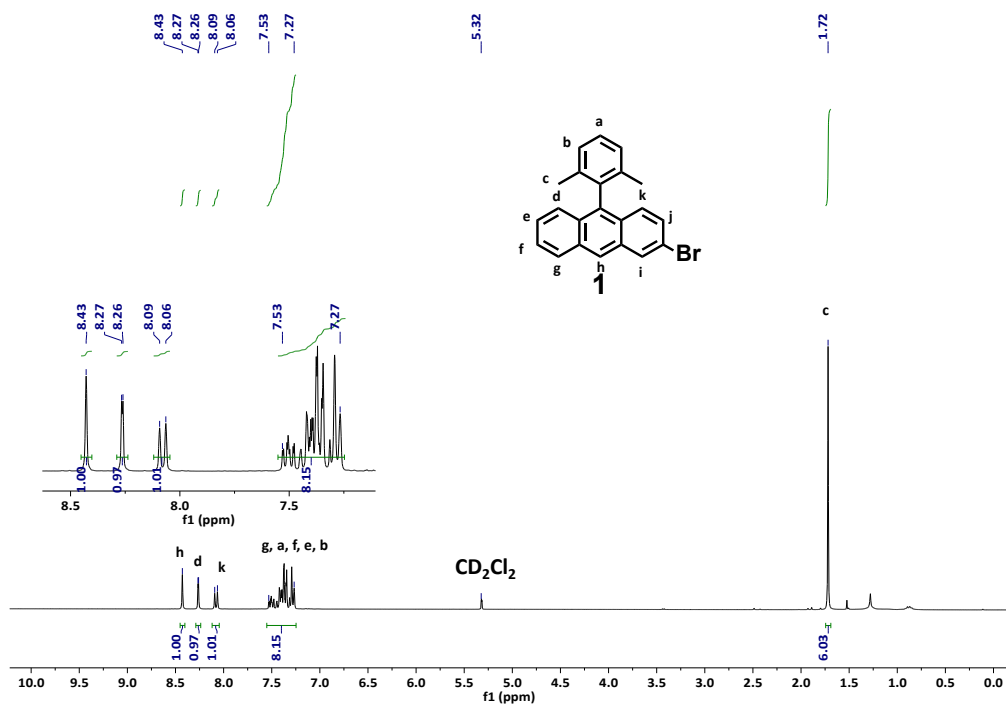 8.43
8.27
8.26
8.09
8.06
7.53
7.27
5.32
1.72
a
b
c
d
k
e
j
f
Br
g
h
i
1
8.43
8.27
8.26
8.09
8.06
7.53
7.27
c
1.00
0.97
1.01
8.15
8.5 8.0 7.5
f1 (ppm)
h
d
k
g, a, f, e, b
CD2Cl2
1.00
0.97
1.01
8.15
6.03
10.0 9.5 9.0 8.5 8.0 7.5 7.0 6.5 6.0 5.5 5.0 4.5 4.0 3.5 3.0 2.5 2.0 1.5 1.0 0.5 0.0
f1 (ppm)